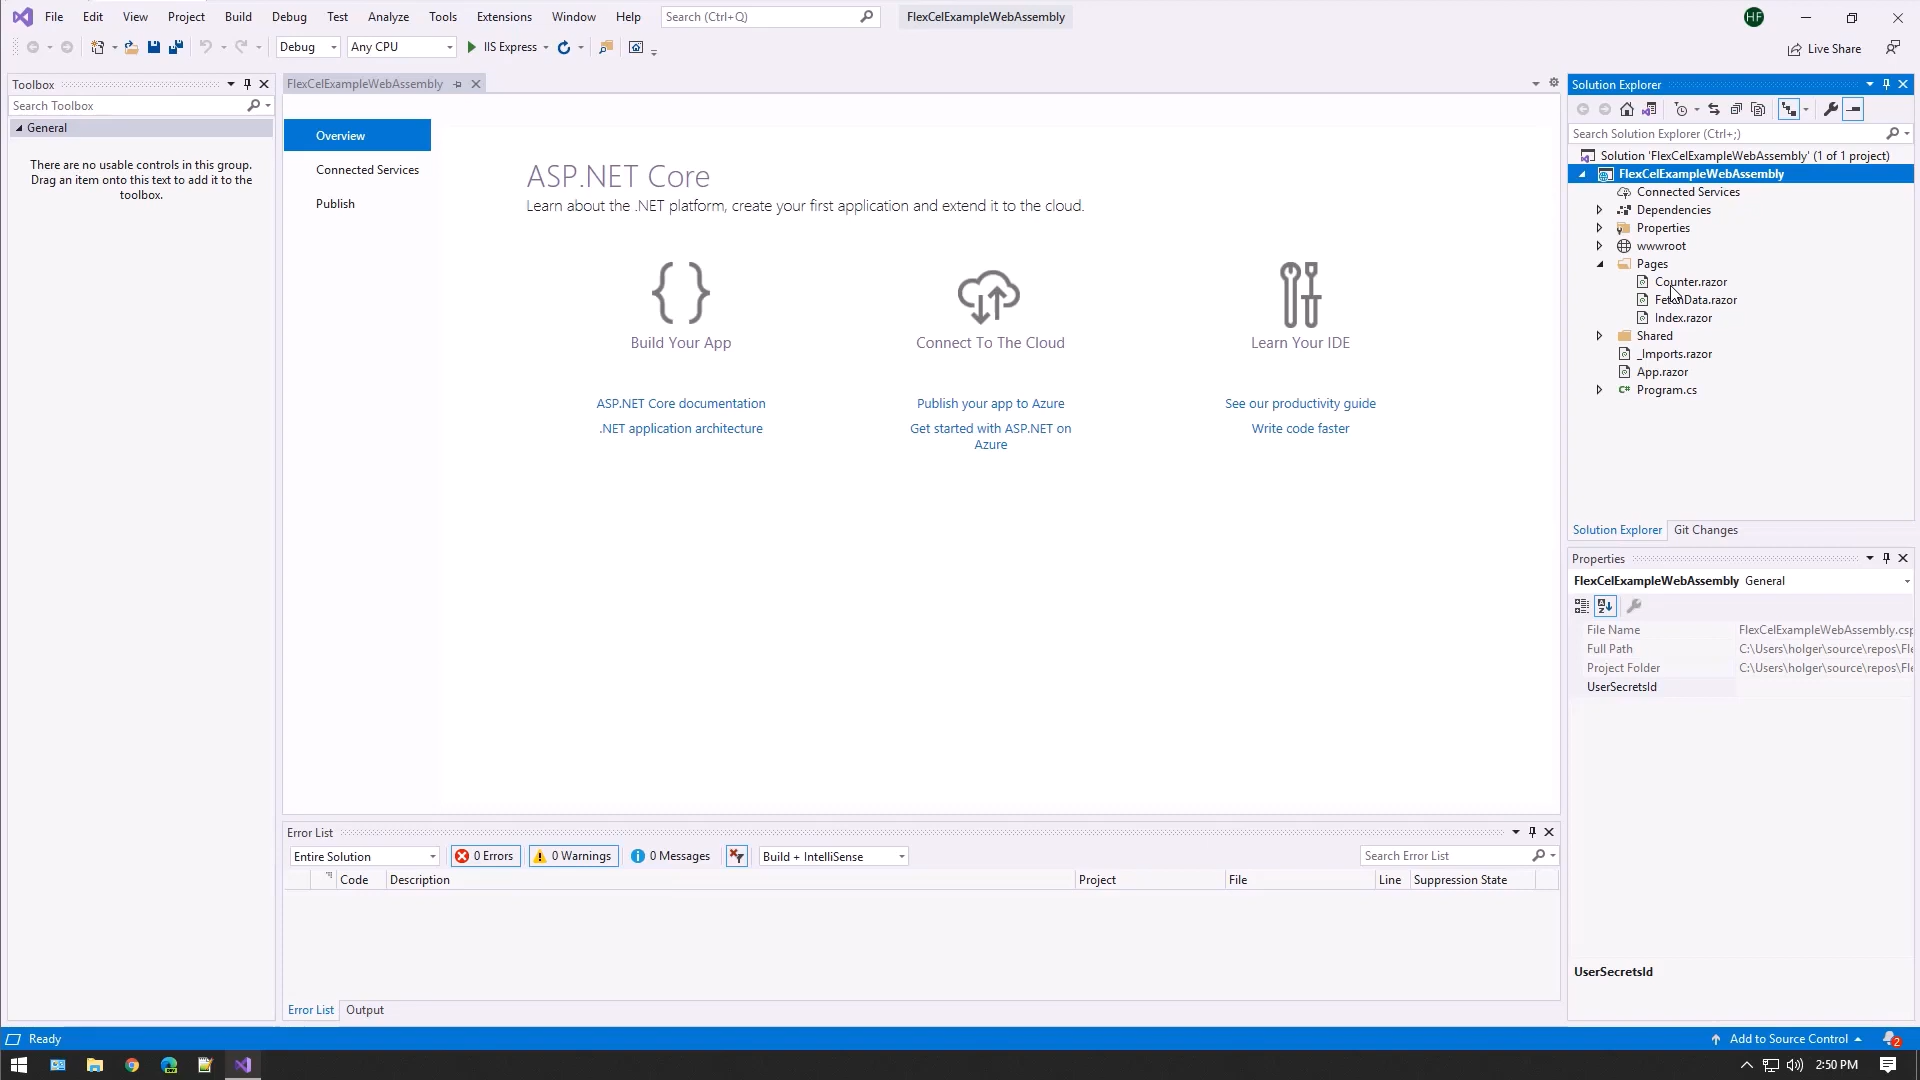 File Edit View Project Build Debug Test Analyze Tools Extensions Window Help Search (Ctrl+Q) FlexCelExampleWebAssembly HF
Debug Any CPU IIS Express Live Share
Toolbox
Search Toolbox
General
There are no usable controls in this group.
Drag an item onto this text to add it to the
toolbox.
FlexCelExampleWebAssembly
Overview
Connected Services
Publish
ASP.NET Core
Learn about the .NET platform, create your first application and extend it to the cloud.
Build Your App
ASP.NET Core documentation
.NET application architecture
Connect To The Cloud
Publish your app to Azure
Get started with ASP.NET on
Azure
Learn Your IDE
See our productivity guide
Write code faster
Solution Explorer
Search Solution Explorer (Ctrl+;)
Solution 'FlexCelExampleWebAssembly' (1 of 1 project)
FlexCelExampleWebAssembly
Connected Services
Dependencies
Properties
wwwroot
Pages
Counter.razor
FetchData.razor
Index.razor
Shared
_Imports.razor
App.razor
C# Program.cs
Solution Explorer Git Changes
Properties
FlexCelExampleWebAssembly General
File Name FlexCelExampleWebAssembly.csp
Full Path C:\Users\holger\source\repos\Fle
Project Folder C:\Users\holger\source\repos\Fle
UserSecretsId
UserSecretsId
Error List
Entire Solution 0 Errors 0 Warnings 0 Messages Build + IntelliSense Search Error List
Code Description Project File Line Suppression State
Error List Output
Ready Add to Source Control 2
2:50 PM